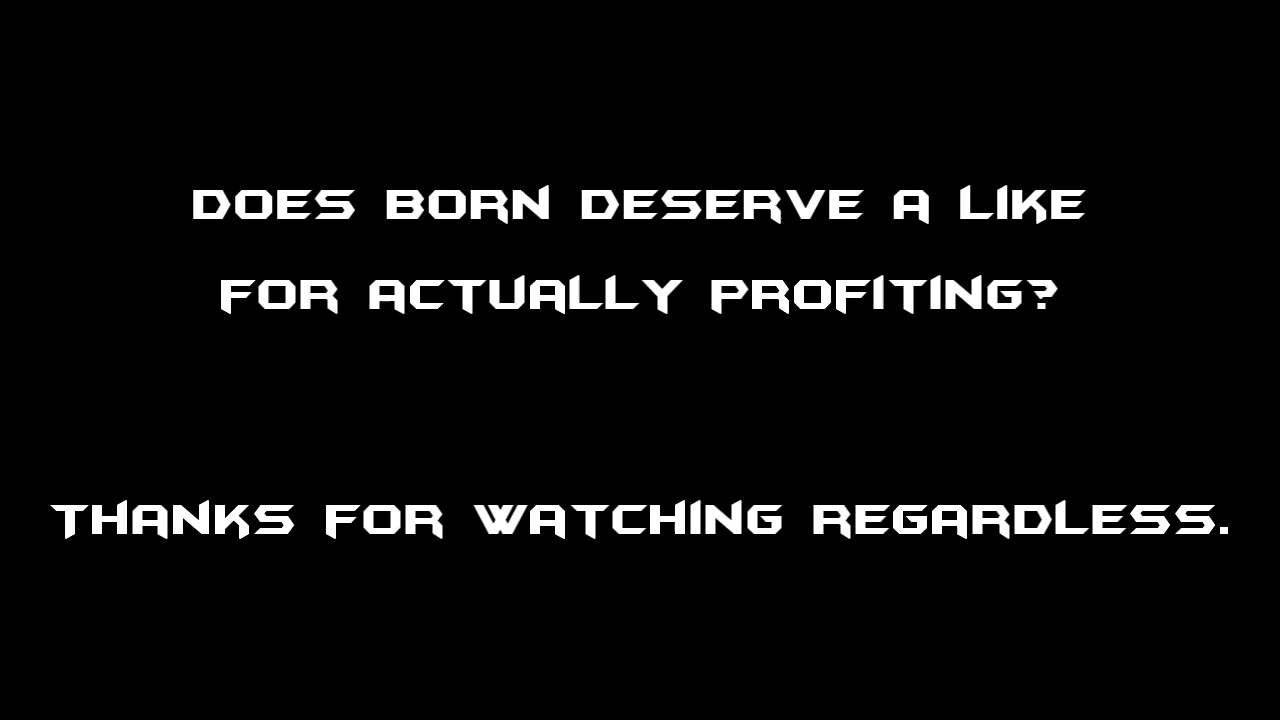 DOES BORN DESERVE A LIKE
FOR ACTUALLY PROFITING?
THANKS FOR WATCHING REGARDLESS.